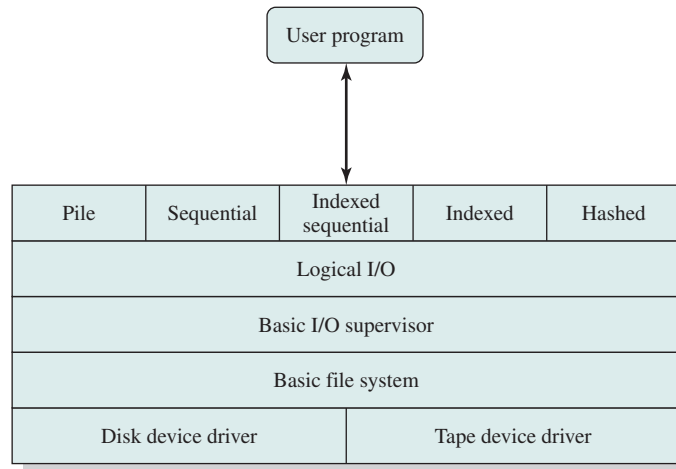 User program
Pile
Sequential
Indexed
sequential
Indexed
Hashed
Logical I/O
Basic I/O supervisor
Basic file system
Disk device driver
Tape device driver